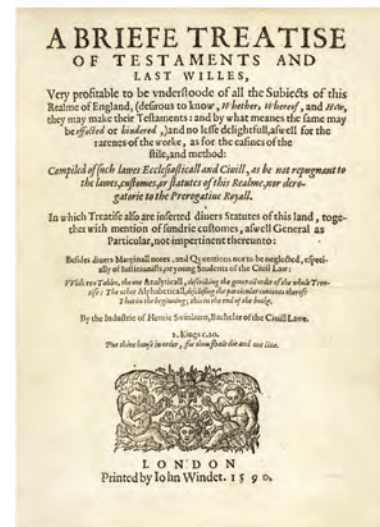 A BRIEFE TREATISE
OF TESTAMENTS AND
LAST WILLES,
Very profitable to be vnderstoode of all the Subiects of this
Realme of England, (desirous to know, Whether, Whereof, and How,
they may make their Testaments: and by what meanes the same may
be effected or hindered,) and no lesse delightfull, aswell for the
rarenes of the worke, as for the easines of the
stile, and method:
Compiled of such lawes Ecclesiasticall and Ciuill, as be not repugnant to
the lawes, customes, or statutes of this Realme, nor dero-
gatorie to the Prerogatiue Royall.
In which Treatise also are inserted diuers Statutes of this land, toge-
ther with mention of sundrie customes, aswell General as
Particular, not impertinent thereunto:
Besides diuers Marginall notes, and Quentions not to be neglected, especi-
ally of Iustinianists, or young Students of the Ciuill Law:
With two Tables, the one Analyticall, describing the generall order of the whole Trea-
tise: The other Alphabeticall, disclosing the particular contents thereof:
That in the beginning; this in the end of the booke.
By the Industrie of Henrie Swinburn, Bachelar of the Ciuill Lawe.
2. Kings c. 20.
Put thine house in order, for thou shalt die and not liue.
LONDON
Printed by Iohn Windet. 1590.